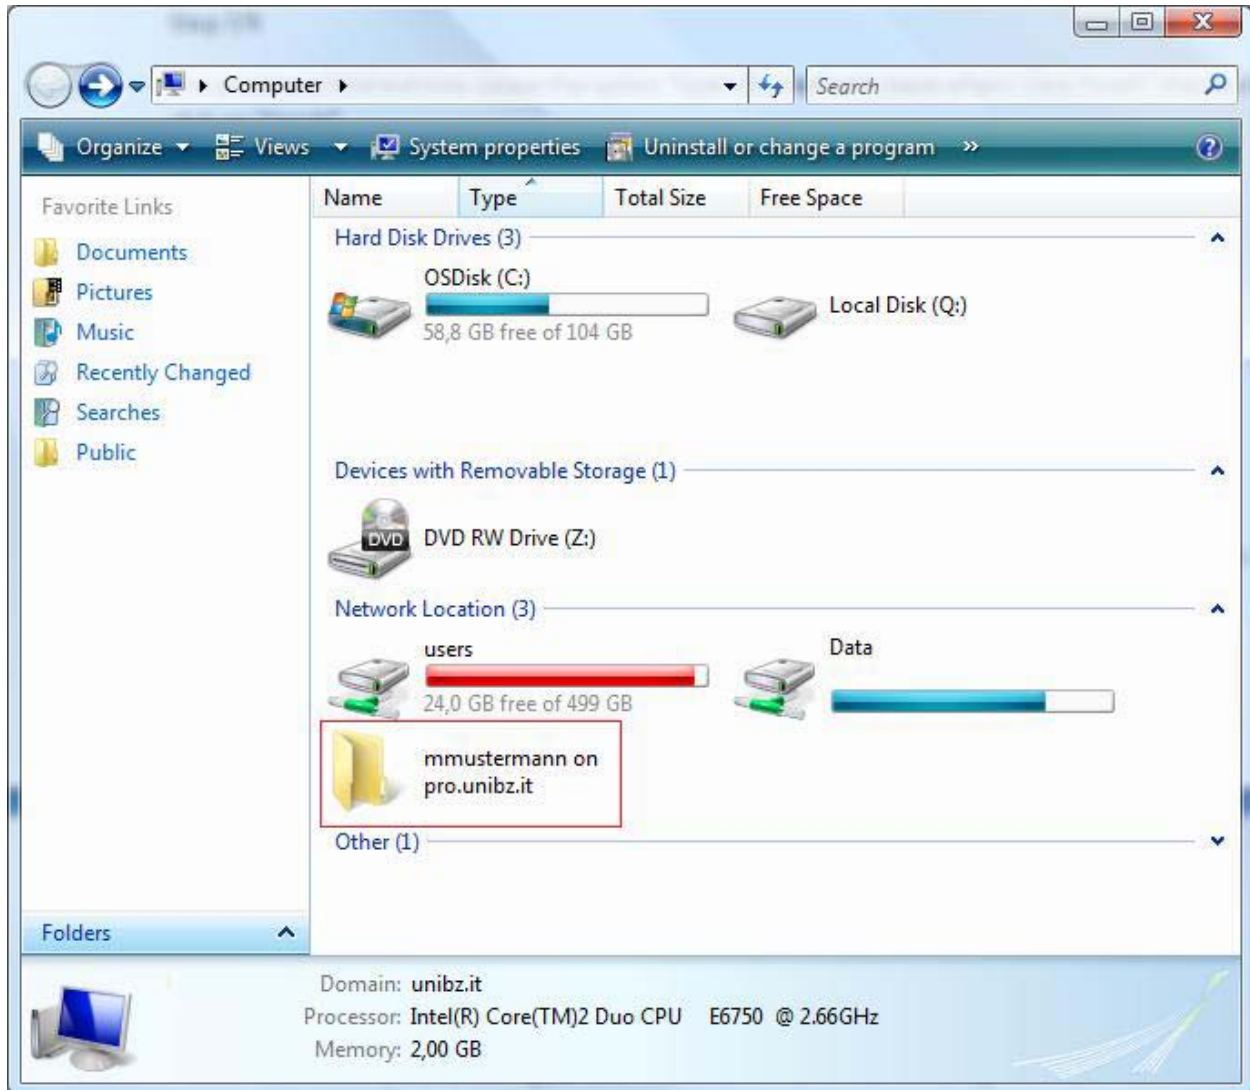 Computer
Search
Organize Views System properties Uninstall or change a program »
Favorite Links
Documents
Pictures
Music
Recently Changed
Searches
Public
Folders
Name Type Total Size Free Space
Hard Disk Drives (3)
OSDisk (C:)
58,8 GB free of 104 GB
Local Disk (Q:)
Devices with Removable Storage (1)
DVD
DVD RW Drive (Z:)
Network Location (3)
users
24,0 GB free of 499 GB
Data
mmustermann on
pro.unibz.it
Other (1)
Domain: unibz.it
Processor: Intel(R) Core(TM)2 Duo CPU E6750 @ 2.66GHz
Memory: 2,00 GB